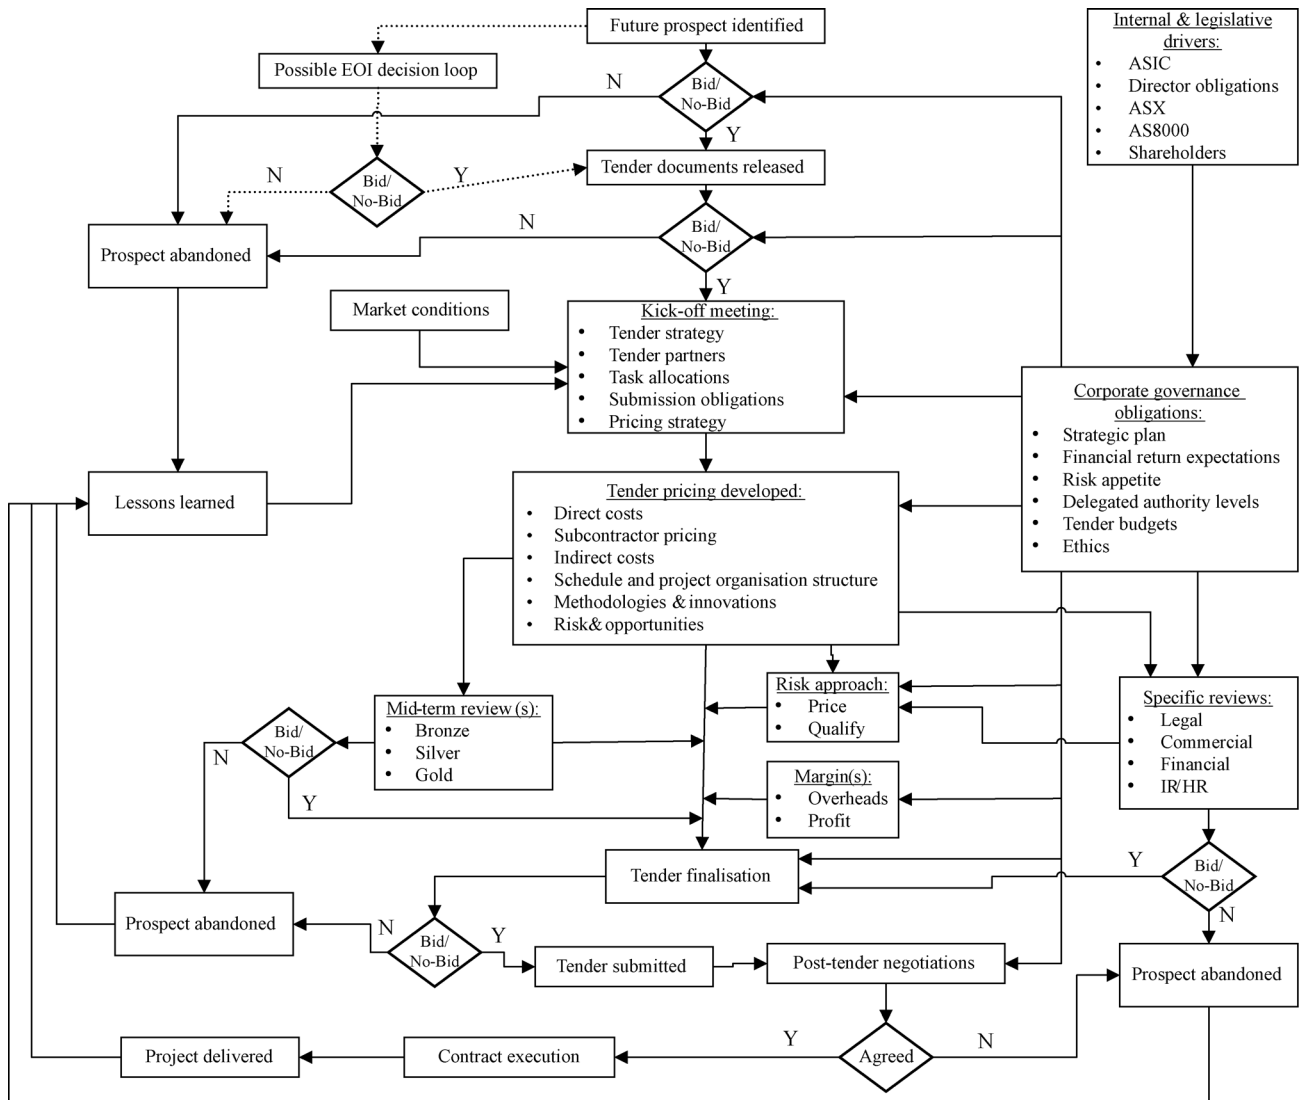 Future prospect identified
Internal & legislative
drivers:
• ASIC
• Director obligations
• ASX
• AS8000
• Shareholders
Possible EOI decision loop
N
Bid/
No-Bid
Y
Tender documents released
N
Bid/
No-Bid
Y
N
Bid/
No-Bid
Y
Prospect abandoned
Market conditions
Kick-off meeting:
• Tender strategy
• Tender partners
• Task allocations
• Submission obligations
• Pricing strategy
Corporate governance
obligations:
• Strategic plan
• Financial return expectations
• Risk appetite
• Delegated authority levels
• Tender budgets
• Ethics
Lessons learned
Tender pricing developed:
• Direct costs
• Subcontractor pricing
• Indirect costs
• Schedule and project organisation structure
• Methodologies & innovations
• Risk& opportunities
Risk approach:
• Price
• Qualify
Specific reviews:
• Legal
• Commercial
• Financial
• IR/HR
Mid-term review (s):
• Bronze
• Silver
• Gold
Bid/
No-Bid
N
Y
Margin(s):
• Overheads
• Profit
Tender finalisation
Y
Bid/
No-Bid
N
Prospect abandoned
N
Bid/
No-Bid
Y
Tender submitted
Post-tender negotiations
Prospect abandoned
Project delivered
Contract execution
Y
Agreed
N